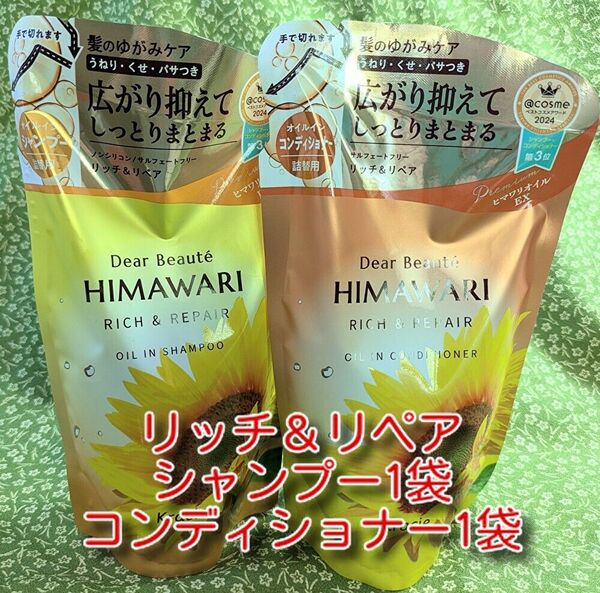 手で切れます
髪のゆがみケア
うねり・くせ・パサつき
広がり抑えて
しっとりまとまる
オイルイン
シャンプー
詰替用
ノンシリコン/サルフェートフリー
リッチ&リペア
Dear Beauté
HIMAWARI
RICH & REPAIR
OIL IN SHAMPOO
手で切れます
髪のゆがみケア
うねり・くせ・パサつき
広がり抑えて
しっとりまとまる
オイルイン
コンディショナー
詰替用
サルフェートフリー
リッチ&リペア
@cosme
ベストコスメアワード
2024
第3位
Premium
ヒマワリオイル
EX
Dear Beauté
HIMAWARI
RICH & REPAIR
OIL IN CONDITIONER
リッチ&リペア
シャンプー1袋
コンディショナー1袋